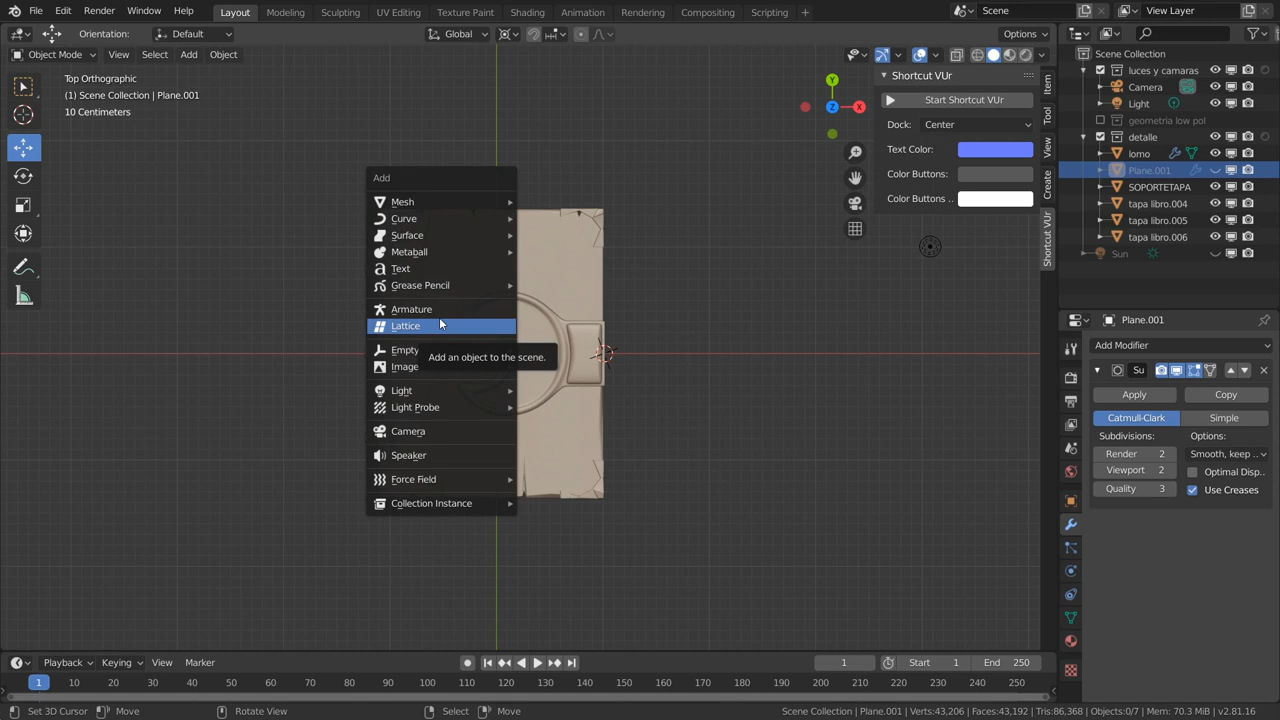 File Edit Render Window Help Layout Modeling Sculpting UV Editing Texture Paint Shading Animation Rendering Compositing Scripting + Scene View Layer
Orientation: Default Global Options
Object Mode View Select Add Object
Top Orthographic
(1) Scene Collection | Plane.001
10 Centimeters
Y
Z X
Add
Mesh
Curve
Surface
Metaball
Text
Grease Pencil
Armature
Lattice
Empty
Image
Add an object to the scene.
Light
Light Probe
Camera
Speaker
Force Field
Collection Instance
Shortcut VUr
Start Shortcut VUr
Dock: Center
Text Color:
Color Buttons:
Color Buttons ..
Item
Tool
View
Create
Shortcut VUr
Scene Collection
luces y camaras
Camera
Light
geometria low pol
detalle
lomo
Plane.001
SOPORTETAPA
tapa libro.004
tapa libro.005
tapa libro.006
Sun
Plane.001
Add Modifier
Su
Apply Copy
Catmull-Clark Simple
Subdivisions: Options:
Render 2 Smooth, keep ..
Viewport 2 Optimal Disp..
Quality 3 Use Creases
Playback Keying View Marker 1 Start 1 End 250
1 10 20 30 40 50 60 70 80 90 100 110 120 130 140 150 160 170 180 190 200 210 220 230 240 250
Set 3D Cursor Move Rotate View Select Move Scene Collection | Plane.001 | Verts:43,206 | Faces:43,192 | Tris:86,368 | Objects:0/7 | Mem: 70.3 MiB | v2.81.16